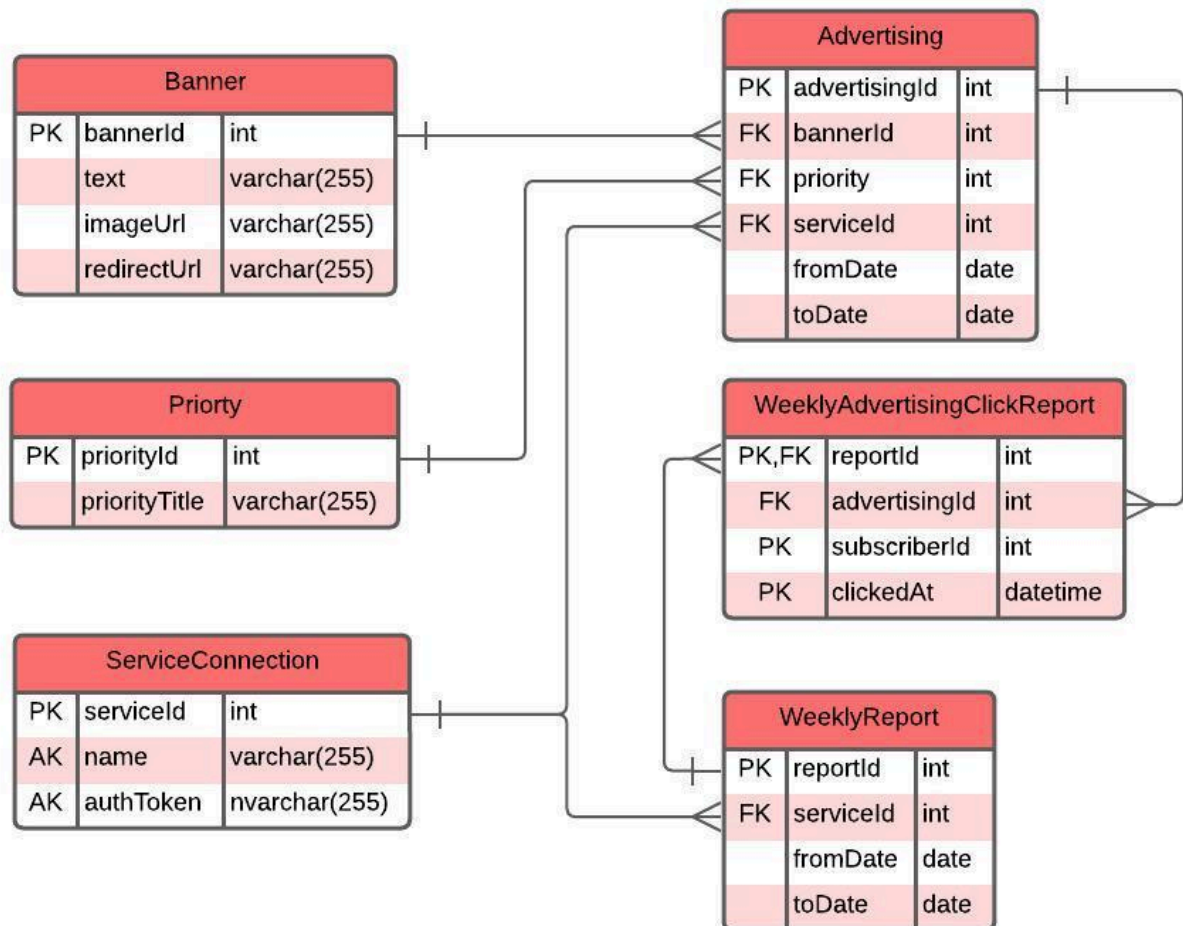 Banner
PK bannerId int
text varchar(255)
imageUrl varchar(255)
redirectUrl varchar(255)
Advertising
PK advertisingId int
FK bannerId int
FK priority int
FK serviceId int
fromDate date
toDate date
Priorty
PK priorityId int
priorityTitle varchar(255)
WeeklyAdvertisingClickReport
PK,FK reportId int
FK advertisingId int
PK subscriberId int
PK clickedAt datetime
ServiceConnection
PK serviceId int
AK name varchar(255)
AK authToken nvarchar(255)
WeeklyReport
PK reportId int
FK serviceId int
fromDate date
toDate date